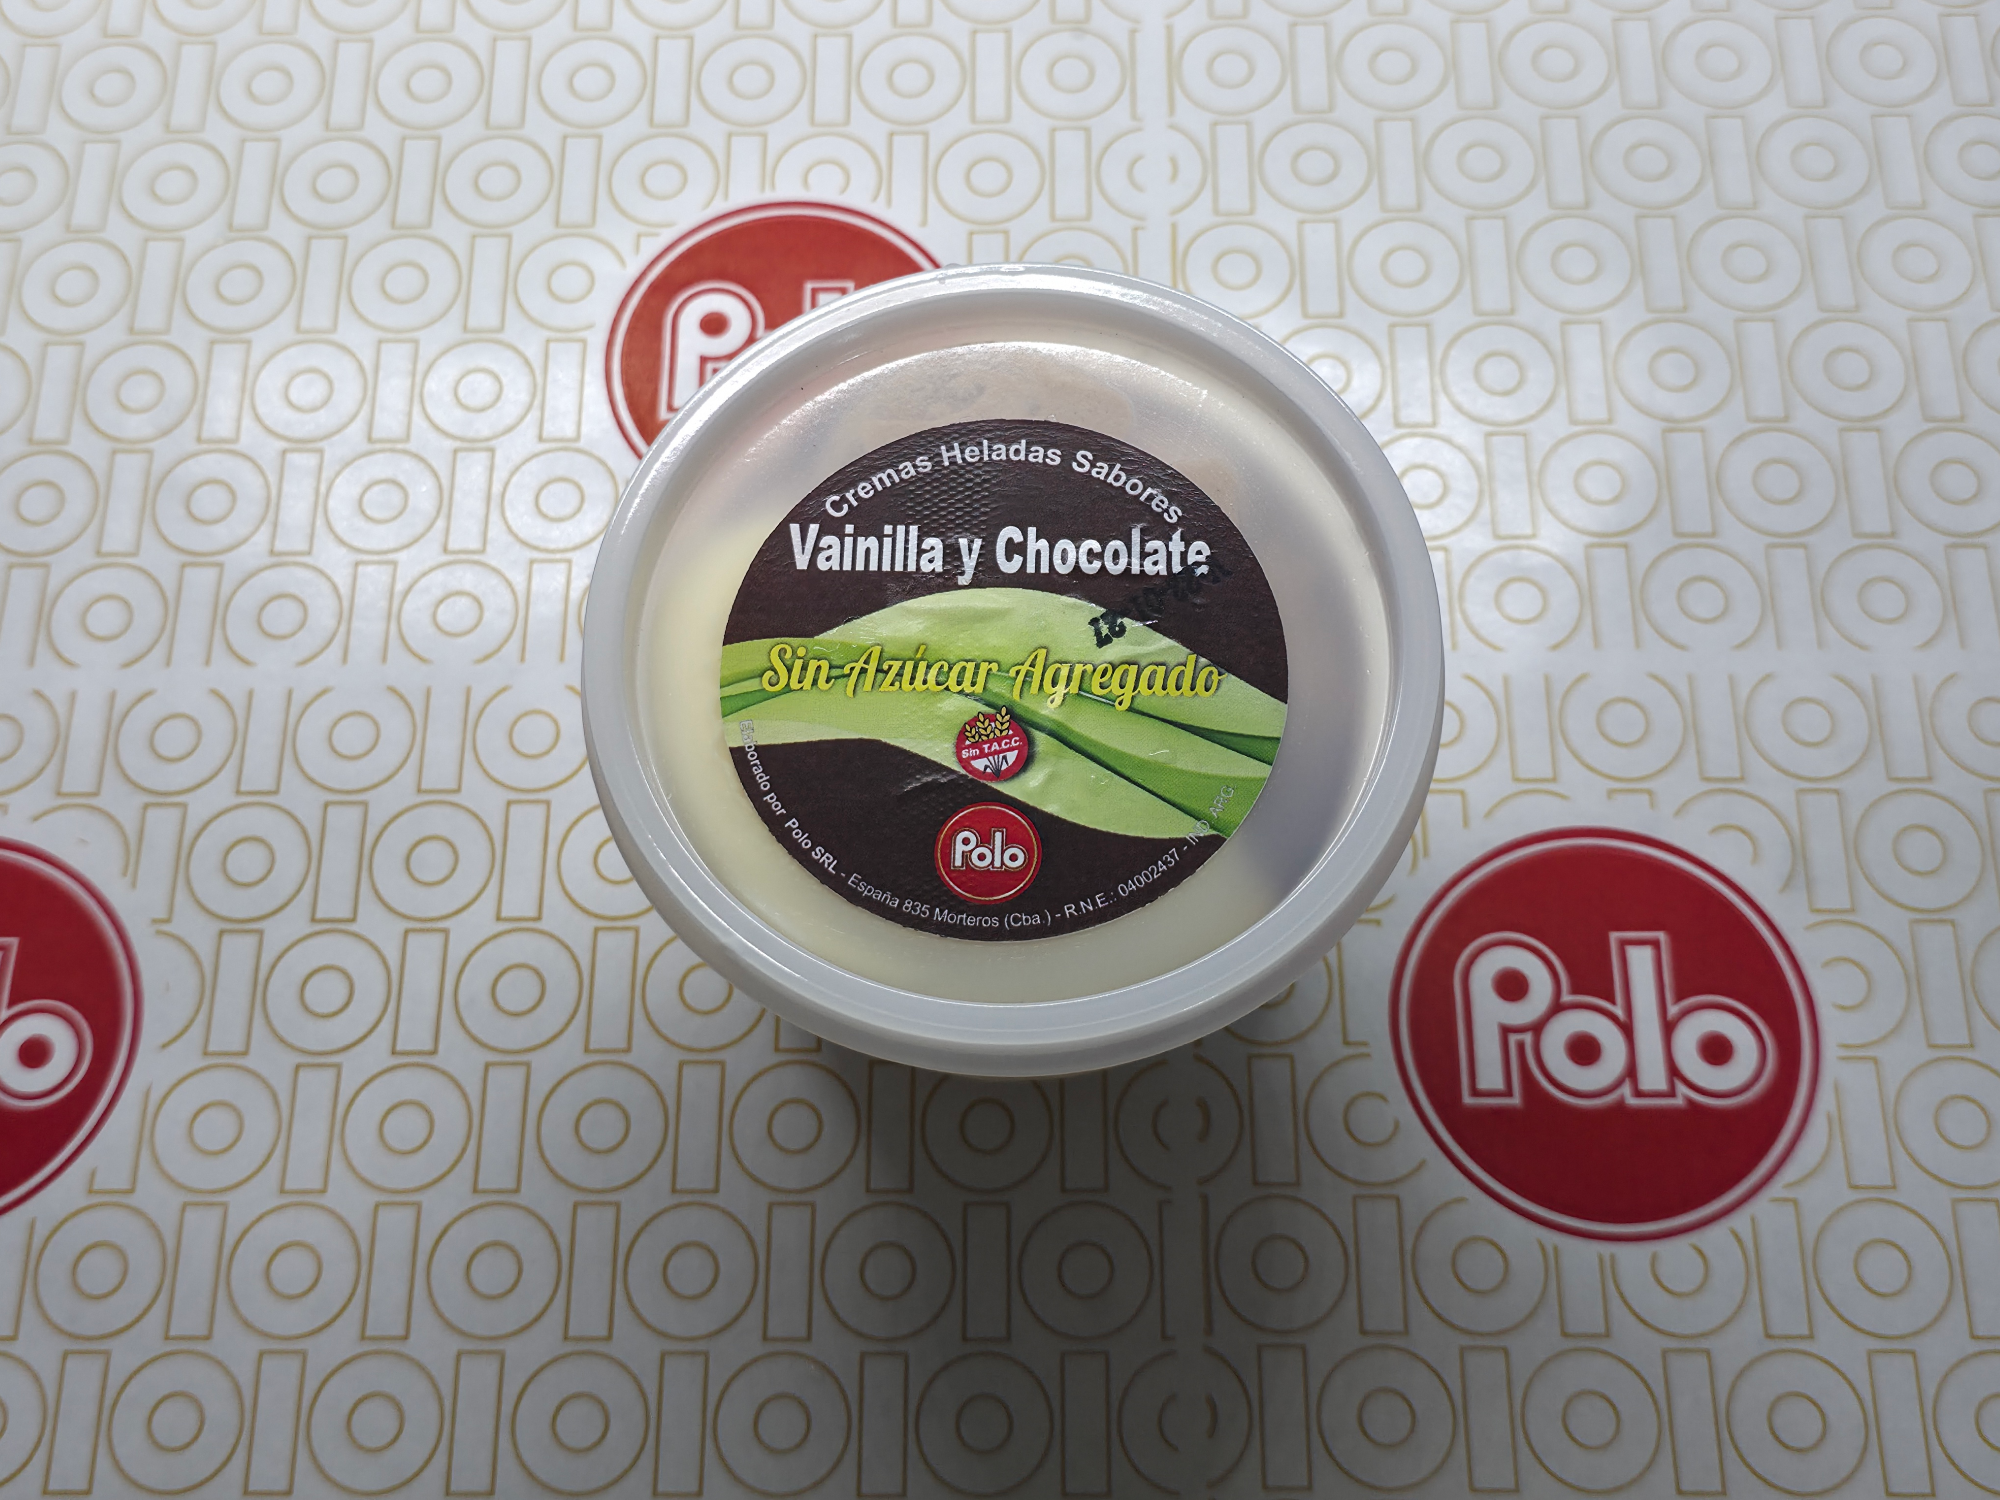 Cremas Heladas Sabores
Vainilla y Chocolate
Sin Azúcar Agregado
Sin T.A.C.C.
Polo
Elaborado por Polo SRL - España 835 Morteros (Cba.) - R.N.E.: 04002437 - IND. ARG.
Polo